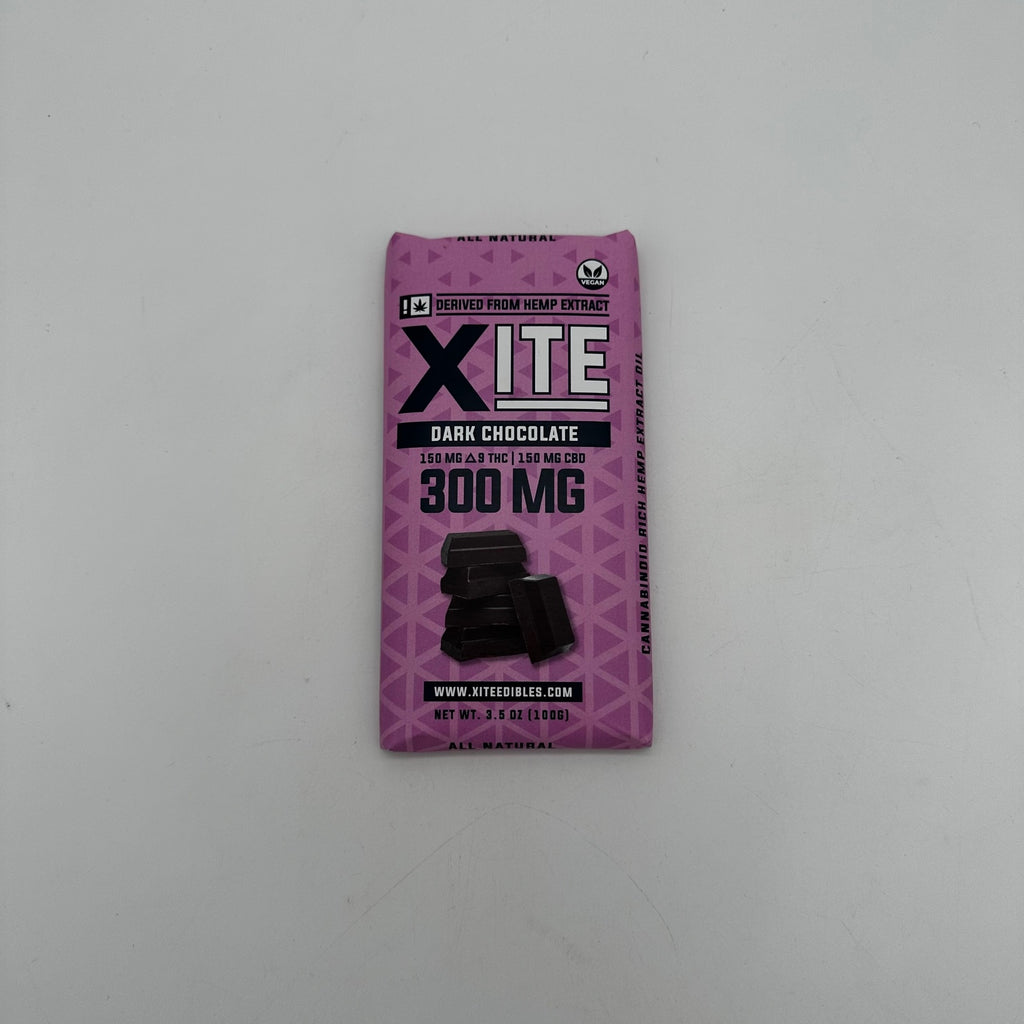 ALL NATURAL
VEGAN
! DERIVED FROM HEMP EXTRACT
XITE
DARK CHOCOLATE
150 MG △9 THC | 150 MG CBD
300 MG
WWW.XITEEDIBLES.COM
NET WT. 3.5 OZ (100G)
ALL NATURAL
CANNABINOID RICH HEMP EXTRACT OIL